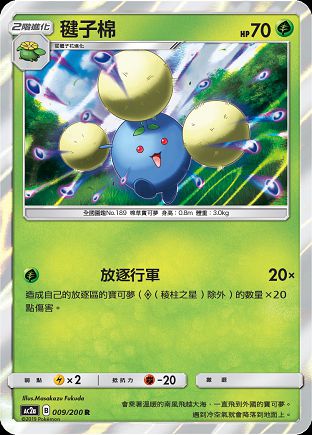 2階進化
毽子棉
HP70
從毽子花進化
全國圖鑑No.189 棉草寶可夢 身高：0.8m 體重：3.0kg
放逐行軍 20×
造成自己的放逐區的寶可夢（◇（稜柱之星）除外）的數量×20
點傷害。
弱點 ×2 抵抗力 -20 撤退
Illus.Masakazu Fukuda
AC2a B 009/200 R
©2019 Pokémon
會乘著溫暖的南風飛越大海，一直飛到外國的寶可夢。
遇到冷空氣就會降落到地面上。